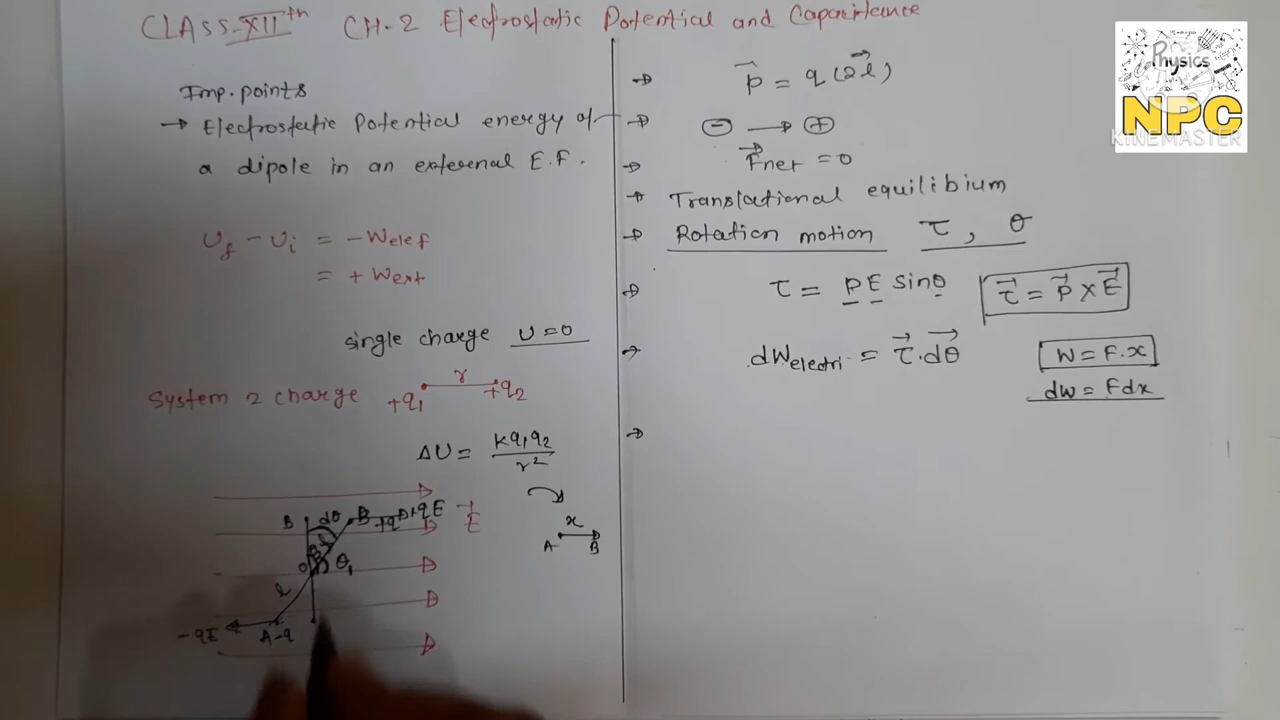 CLASS-XIIth CH-2 Electrostatic Potential and Capacitence
Imp. points
→ Electrostatic Potential energy of
a dipole in an external E.F.
Uf - Ui = -Welef
= + Wext
single charge U=0
System 2 charge +q1 r +q2
ΔU = Kq1q2/r²
B dθ B +q +qE E
O θ1
l
-qE A-q
x
A B
→ p = q(2l)
→ ⊖ → ⊕
→ Fnet = 0
→ Translational equilibium
→ Rotation motion τ, θ
→ τ = PE sinθ τ = P × E
→ dWelectri = τ.dθ W = F.x
dw = Fdx
→
Physics
NPC
KINEMASTER